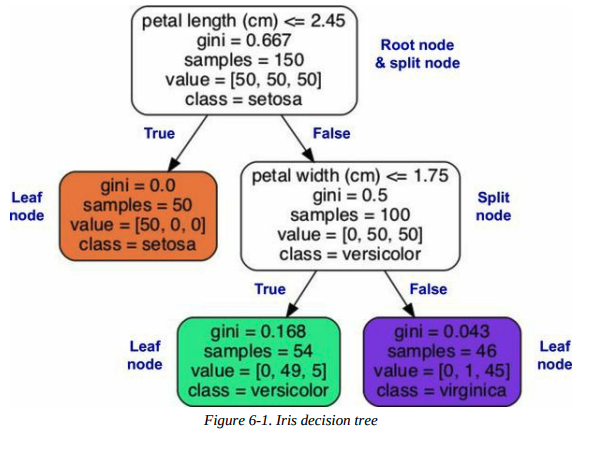 petal length (cm) <= 2.45
gini = 0.667
samples = 150
value = [50, 50, 50]
class = setosa
Root node
& split node
True
False
Leaf
node
gini = 0.0
samples = 50
value = [50, 0, 0]
class = setosa
petal width (cm) <= 1.75
gini = 0.5
samples = 100
value = [0, 50, 50]
class = versicolor
Split
node
True
False
Leaf
node
gini = 0.168
samples = 54
value = [0, 49, 5]
class = versicolor
gini = 0.043
samples = 46
value = [0, 1, 45]
class = virginica
Leaf
node
Figure 6-1. Iris decision tree